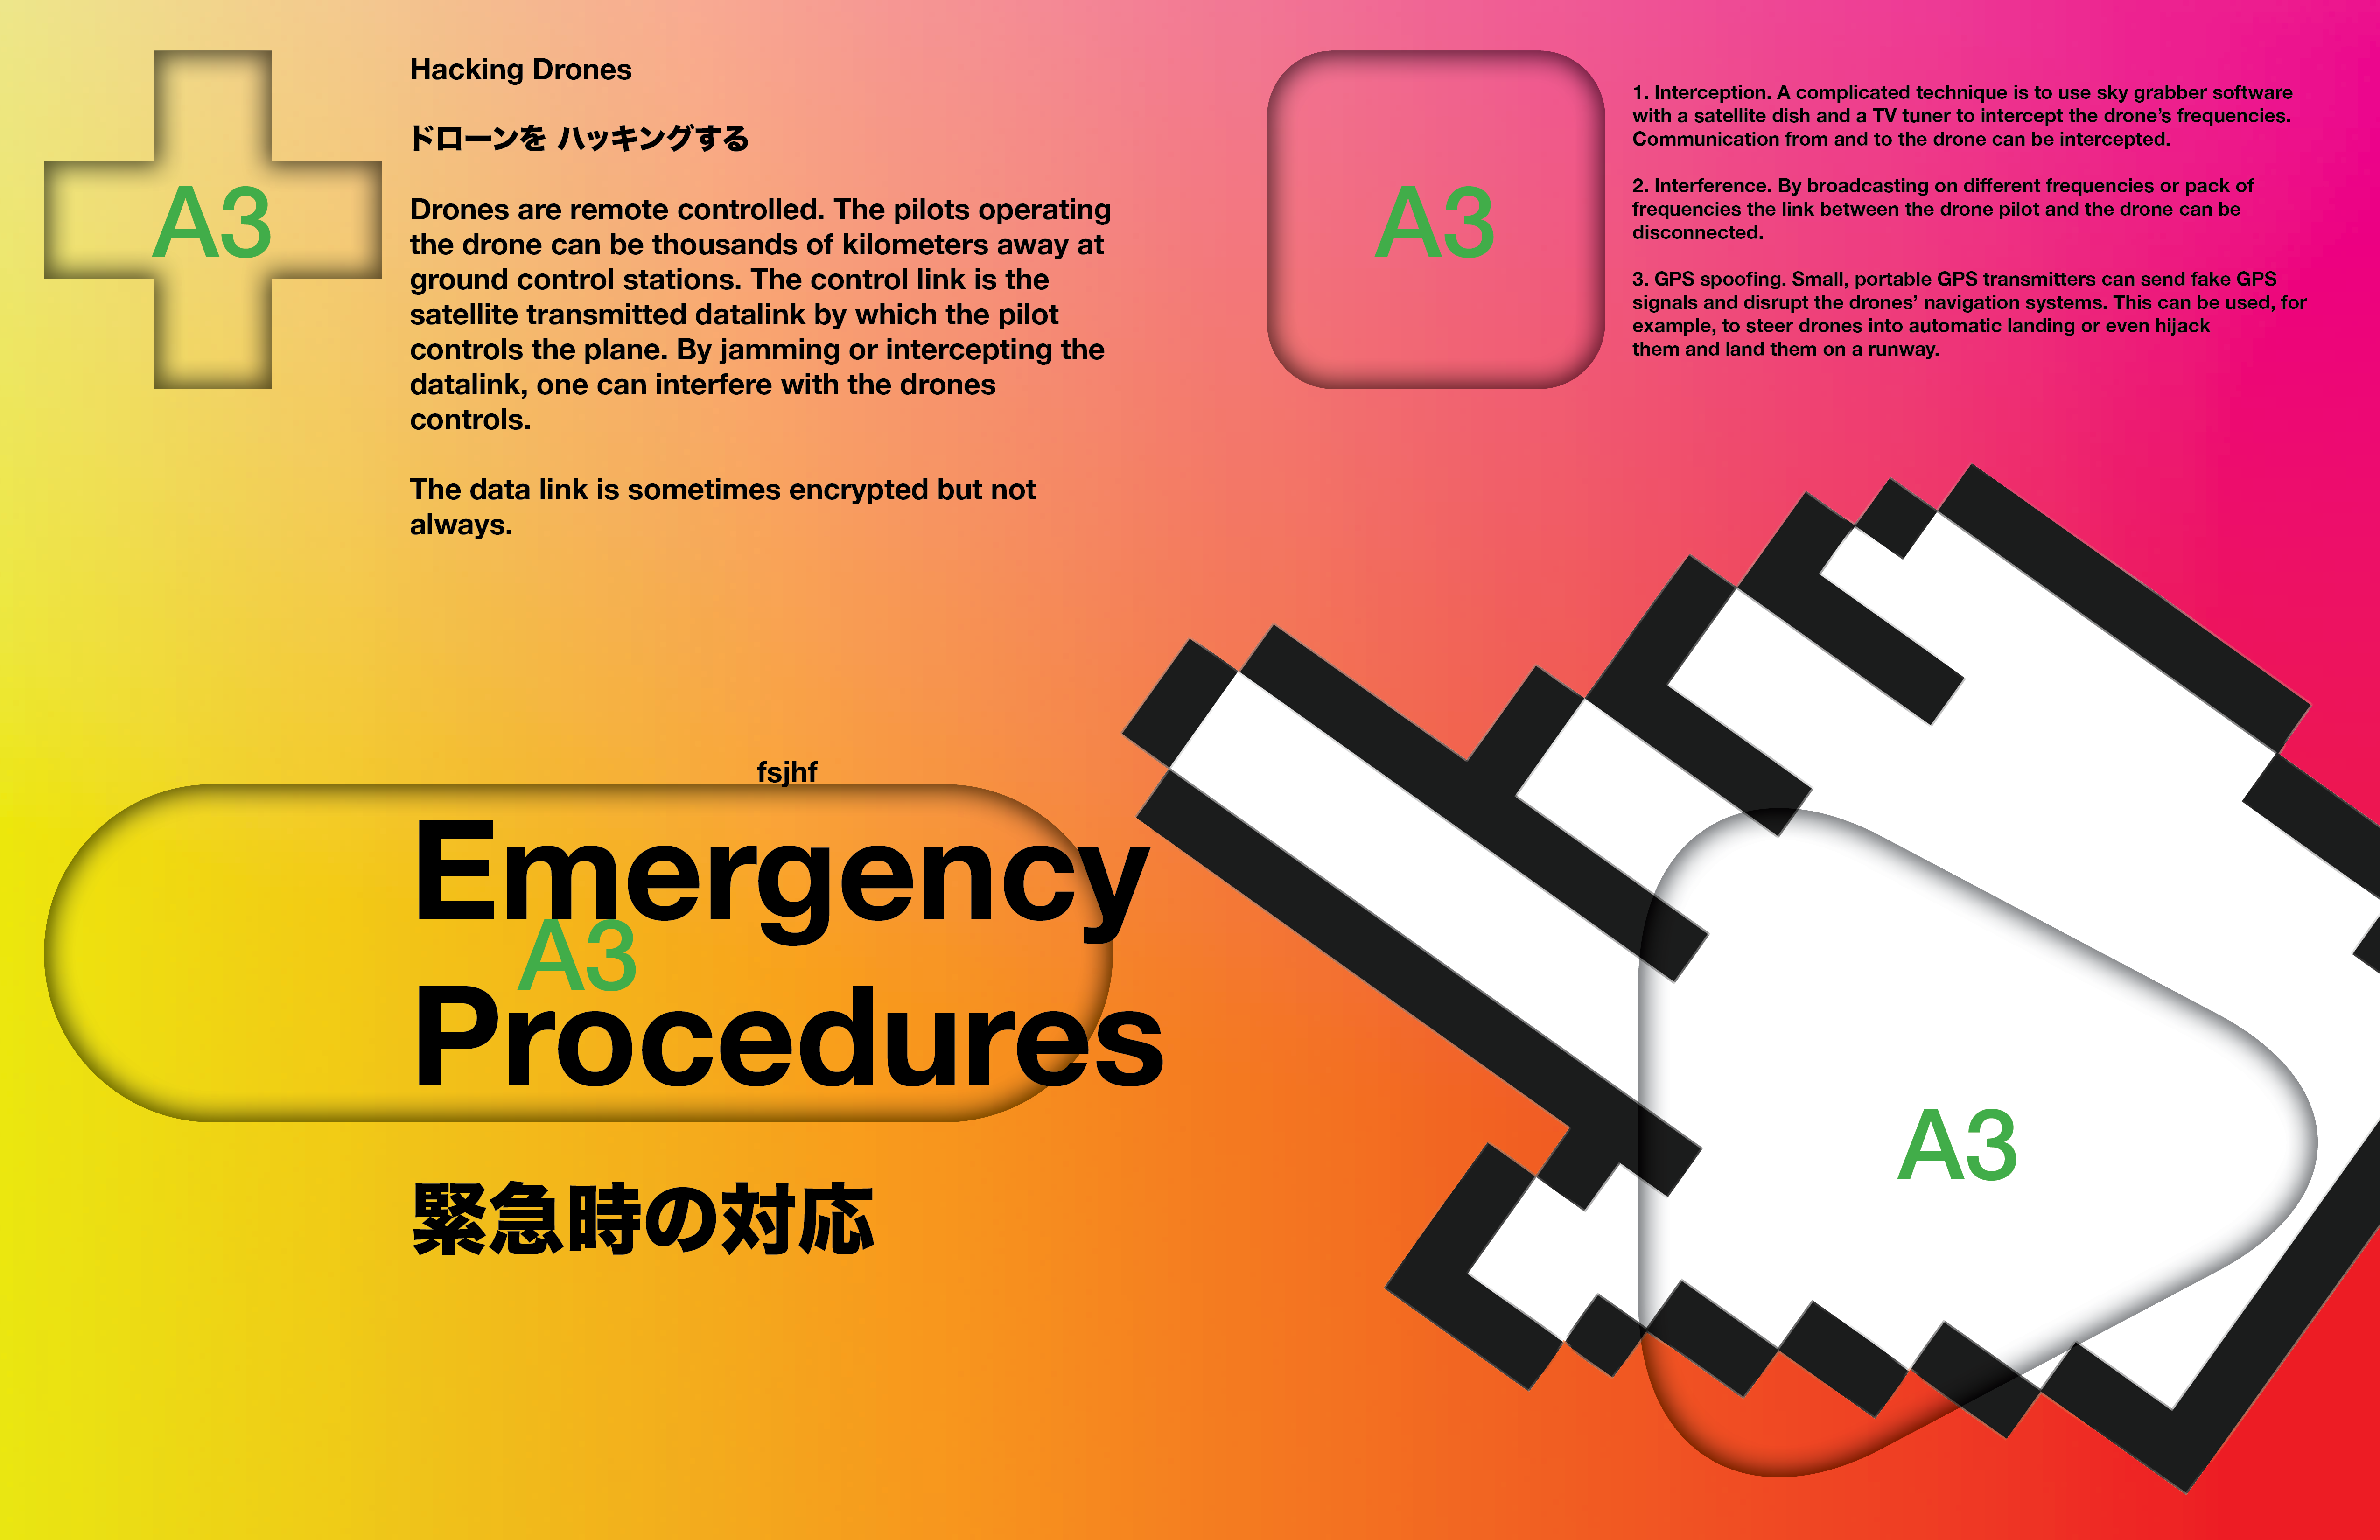 A3
Hacking Drones
ドローンを ハッキングする
Drones are remote controlled. The pilots operating
the drone can be thousands of kilometers away at
ground control stations. The control link is the
satellite transmitted datalink by which the pilot
controls the plane. By jamming or intercepting the
datalink, one can interfere with the drones
controls.
The data link is sometimes encrypted but not
always.
A3
1. Interception. A complicated technique is to use sky grabber software
with a satellite dish and a TV tuner to intercept the drone’s frequencies.
Communication from and to the drone can be intercepted.
2. Interference. By broadcasting on different frequencies or pack of
frequencies the link between the drone pilot and the drone can be
disconnected.
3. GPS spoofing. Small, portable GPS transmitters can send fake GPS
signals and disrupt the drones’ navigation systems. This can be used, for
example, to steer drones into automatic landing or even hijack
them and land them on a runway.
fsjhf
Emergency
A3
Procedures
緊急時の対応
A3